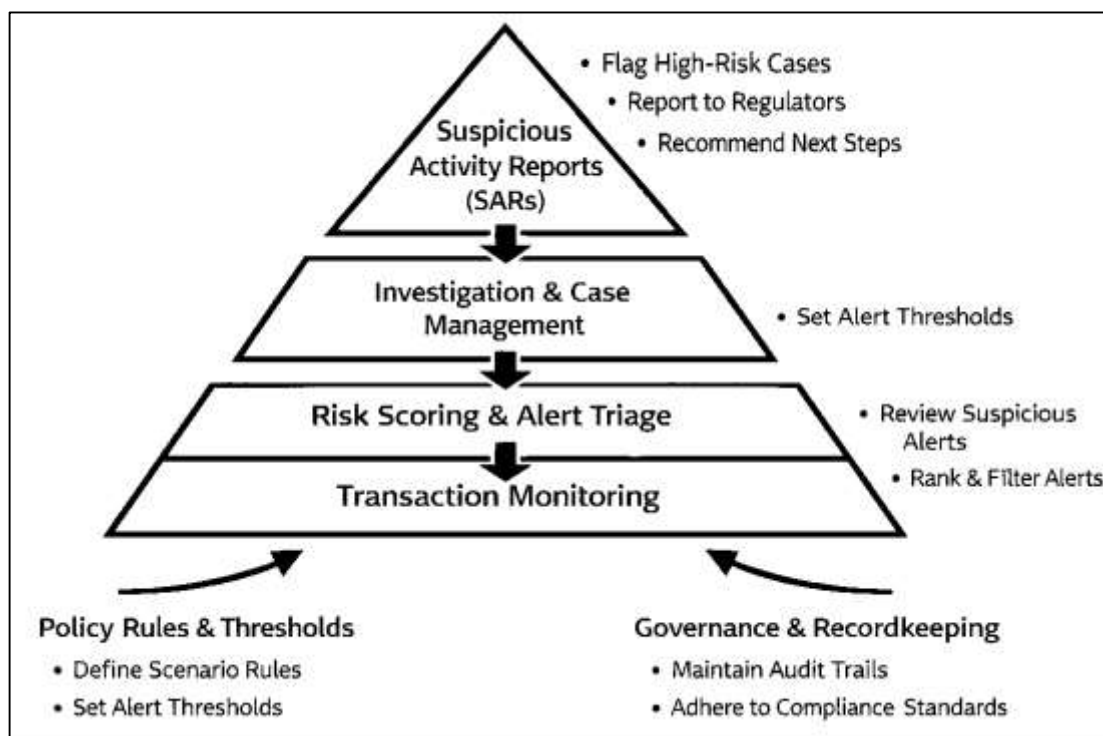 • Flag High-Risk Cases
• Report to Regulators
• Recommend Next Steps
Suspicious
Activity Reports
(SARs)
Investigation & Case
Management
• Set Alert Thresholds
Risk Scoring & Alert Triage
• Review Suspicious
Alerts
• Rank & Filter Alerts
Transaction Monitoring
Policy Rules & Thresholds
• Define Scenario Rules
• Set Alert Thresholds
Governance & Recordkeeping
• Maintain Audit Trails
• Adhere to Compliance Standards